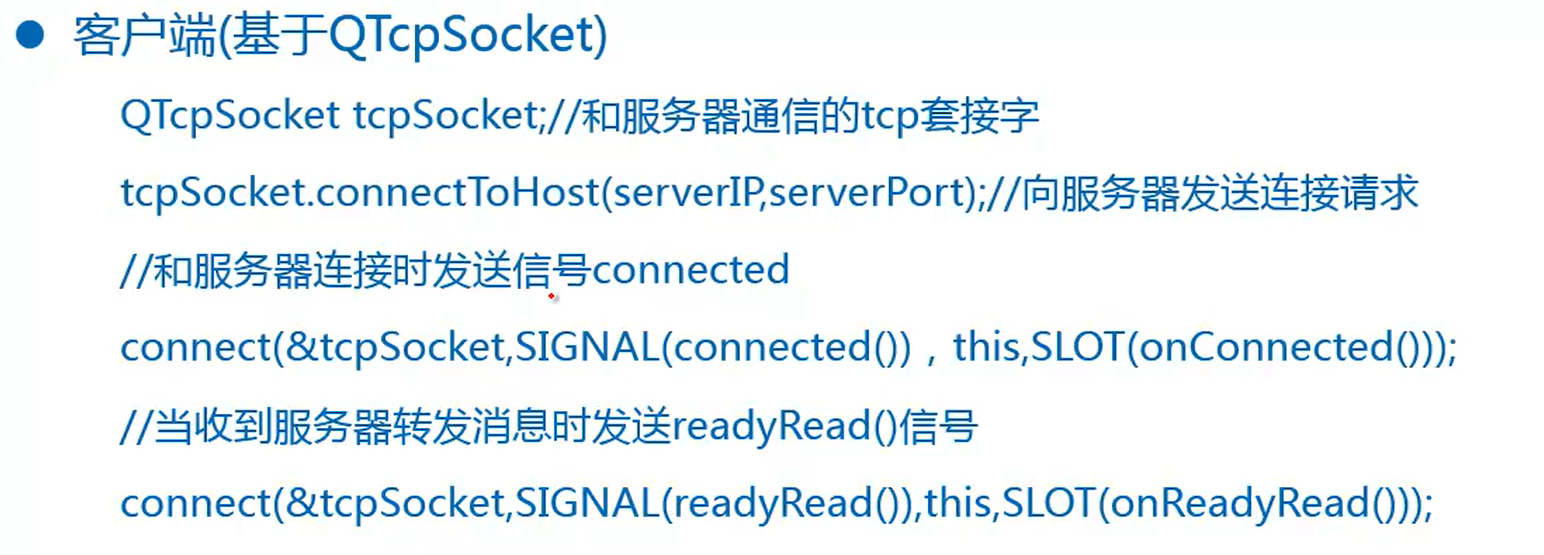 ● 客户端(基于QTcpSocket)
QTcpSocket tcpSocket;//和服务器通信的tcp套接字
tcpSocket.connectToHost(serverIP,serverPort);//向服务器发送连接请求
//和服务器连接时发送信号connected
connect(&tcpSocket,SIGNAL(connected())，this,SLOT(onConnected()));
//当收到服务器转发消息时发送readyRead()信号
connect(&tcpSocket,SIGNAL(readyRead()),this,SLOT(onReadyRead()));